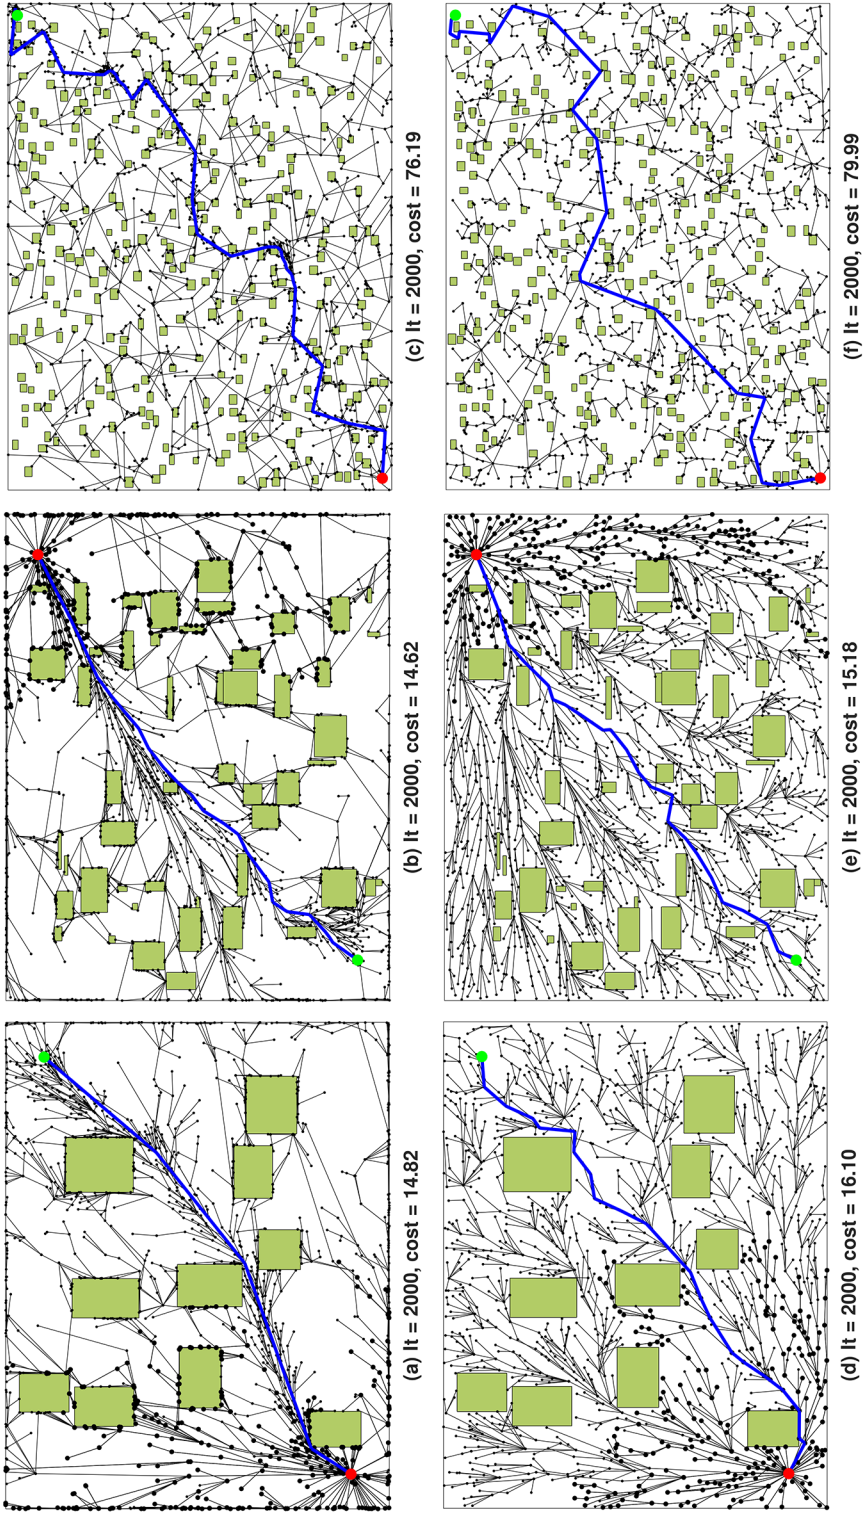 (a) It = 2000, cost = 14.82
(b) It = 2000, cost = 14.62
(c) It = 2000, cost = 76.19
(d) It = 2000, cost = 16.10
(e) It = 2000, cost = 15.18
(f) It = 2000, cost = 79.99